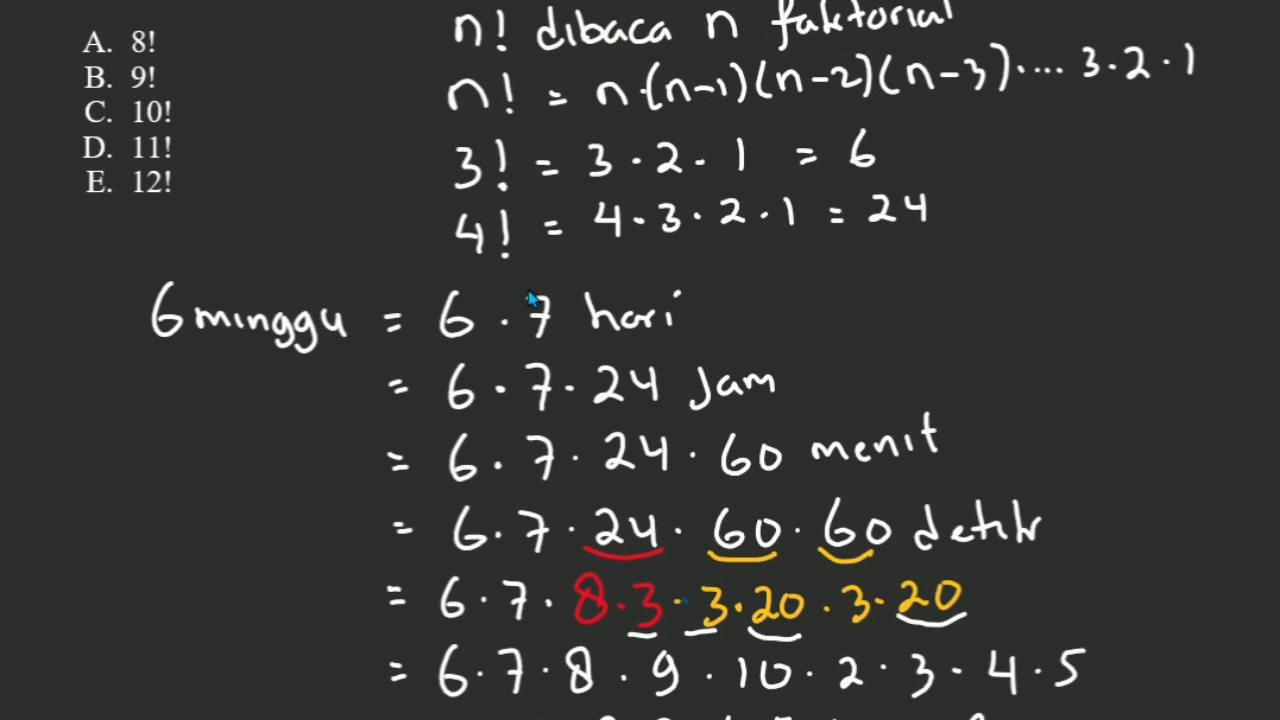 A. 8!
B. 9!
C. 10!
D. 11!
E. 12!
n! dibaca n faktorial
n! = n·(n-1)(n-2)(n-3)····· 3·2·1
3! = 3·2·1 = 6
4! = 4·3·2·1 = 24
6 minggu = 6·7 hari
= 6·7·24 Jam
= 6·7·24·60 menit
= 6·7·24·60·60 detik
= 6·7·8·3·3·20·3·20
= 6·7·8·9·10·2·3·4·5